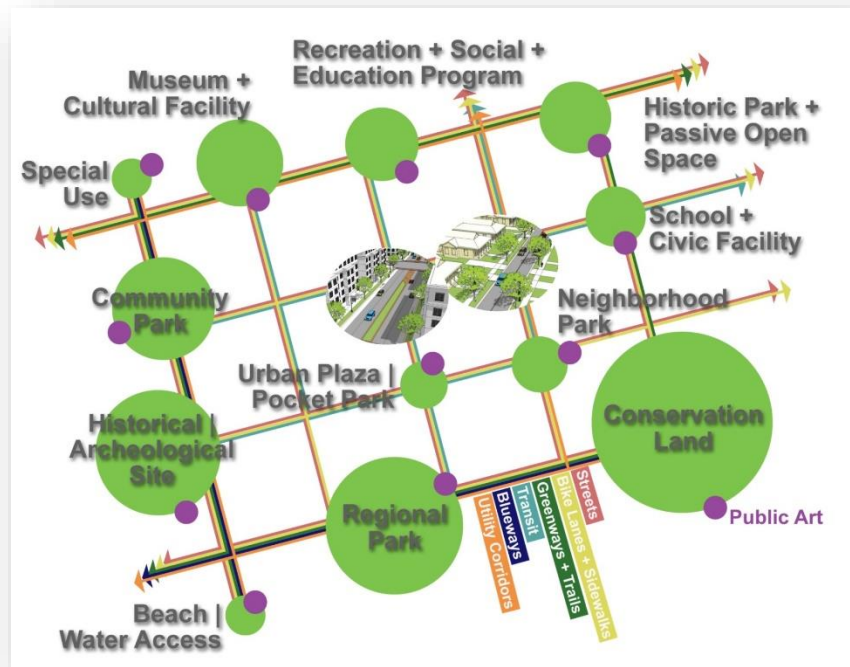 Recreation + Social +
Education Program
Museum +
Cultural Facility
Historic Park +
Passive Open
Space
Special
Use
School +
Civic Facility
Community
Park
Neighborhood
Park
Urban Plaza |
Pocket Park
Historical |
Archeological
Site
Conservation
Land
Regional
Park
Public Art
Utility Corridors
Blueways
Transit
Greenways + Trails
Bike Lanes + Sidewalks
Streets
Beach |
Water Access